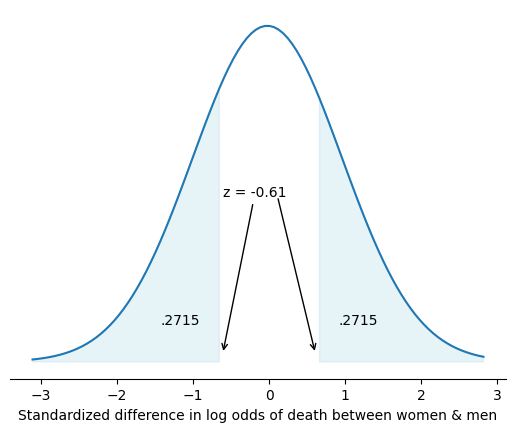 z = -0.61
.2715 .2715
−3 −2 −1 0 1 2 3
Standardized difference in log odds of death between women & men